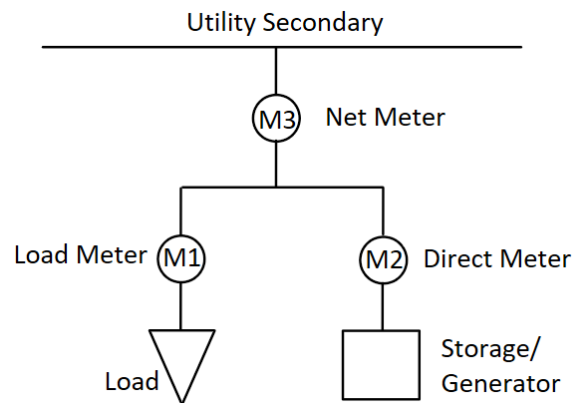 Utility Secondary
M3
Net Meter
Load Meter
M1
M2
Direct Meter
Load
Storage/
Generator